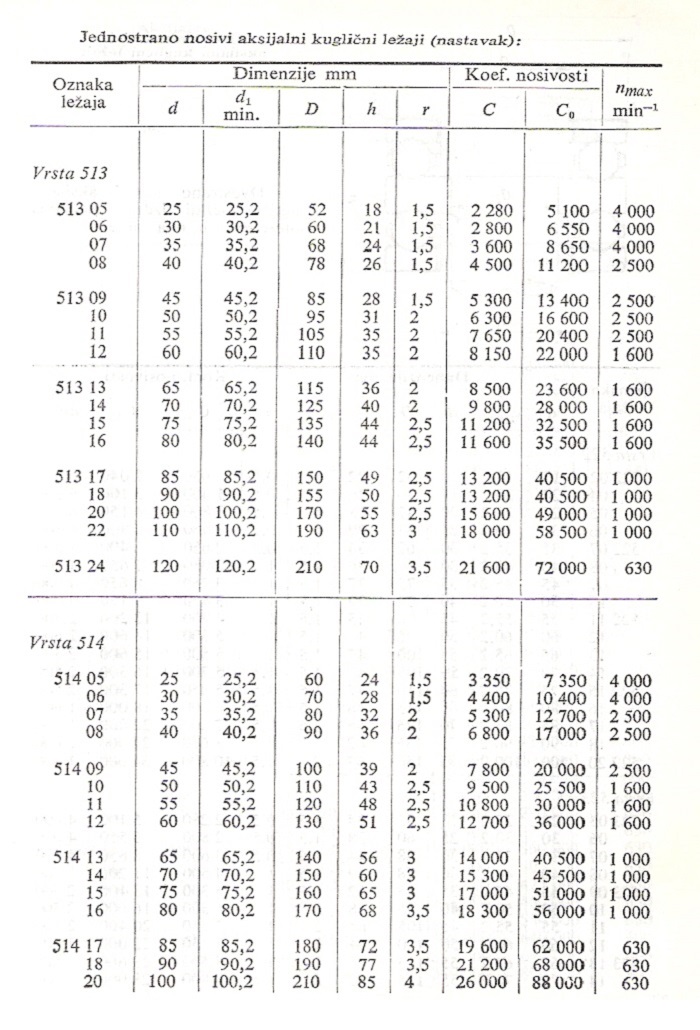 Jednostrano nosivi aksijalni kuglični ležaji (nastavak):
Oznaka ležaja Dimenzije mm Koef. nosivosti nmax min−1
d d1 min. D h r C C0
Vrsta 513
513 05 25 25,2 52 18 1,5 2 280 5 100 4 000
06 30 30,2 60 21 1,5 2 800 6 550 4 000
07 35 35,2 68 24 1,5 3 600 8 650 4 000
08 40 40,2 78 26 1,5 4 500 11 200 2 500
513 09 45 45,2 85 28 1,5 5 300 13 400 2 500
10 50 50,2 95 31 2 6 300 16 600 2 500
11 55 55,2 105 35 2 7 650 20 400 2 500
12 60 60,2 110 35 2 8 150 22 000 1 600
513 13 65 65,2 115 36 2 8 500 23 600 1 600
14 70 70,2 125 40 2 9 800 28 000 1 600
15 75 75,2 135 44 2,5 11 200 32 500 1 600
16 80 80,2 140 44 2,5 11 600 35 500 1 600
513 17 85 85,2 150 49 2,5 13 200 40 500 1 000
18 90 90,2 155 50 2,5 13 200 40 500 1 000
20 100 100,2 170 55 2,5 15 600 49 000 1 000
22 110 110,2 190 63 3 18 000 58 500 1 000
513 24 120 120,2 210 70 3,5 21 600 72 000 630
Vrsta 514
514 05 25 25,2 60 24 1,5 3 350 7 350 4 000
06 30 30,2 70 28 1,5 4 400 10 400 4 000
07 35 35,2 80 32 2 5 300 12 700 2 500
08 40 40,2 90 36 2 6 800 17 000 2 500
514 09 45 45,2 100 39 2 7 800 20 000 2 500
10 50 50,2 110 43 2,5 9 500 25 500 1 600
11 55 55,2 120 48 2,5 10 800 30 000 1 600
12 60 60,2 130 51 2,5 12 700 36 000 1 600
514 13 65 65,2 140 56 3 14 000 40 500 1 000
14 70 70,2 150 60 3 15 300 45 500 1 000
15 75 75,2 160 65 3 17 000 51 000 1 000
16 80 80,2 170 68 3,5 18 300 56 000 1 000
514 17 85 85,2 180 72 3,5 19 600 62 000 630
18 90 90,2 190 77 3,5 21 200 68 000 630
20 100 100,2 210 85 4 26 000 88 000 630